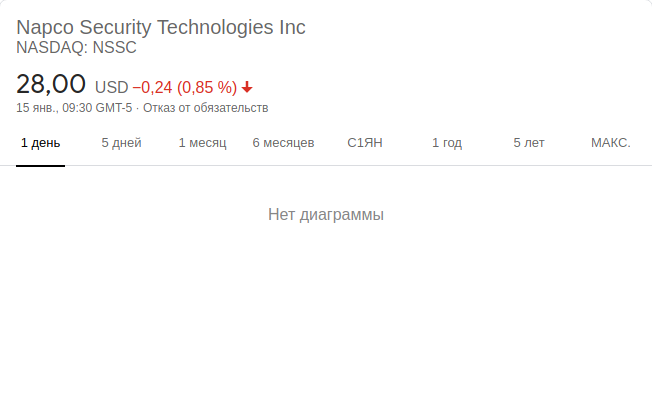 Napco Security Technologies Inc
NASDAQ: NSSC
28,00 USD −0,24 (0,85 %)
15 янв., 09:30 GMT-5 · Отказ от обязательств
1 день 5 дней 1 месяц 6 месяцев С1ЯН 1 год 5 лет МАКС.
Нет диаграммы